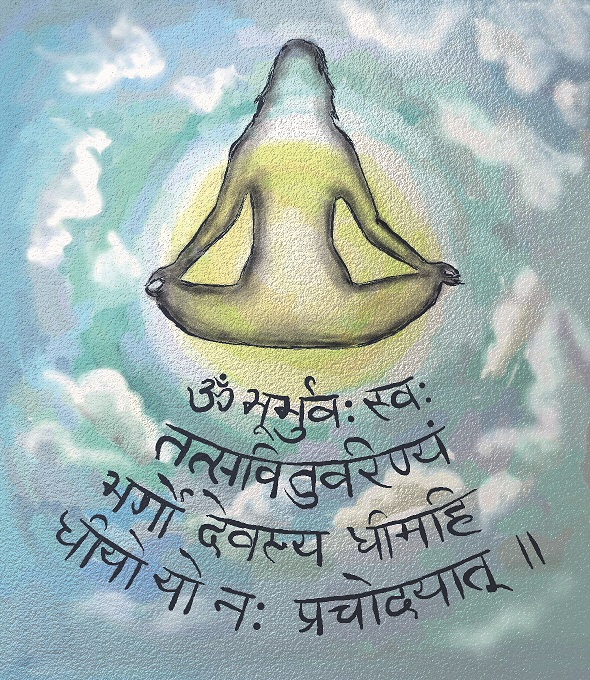 ॐ भूर्भुवः स्वः
तत्सवितुर्वरेण्यं
भर्गो देवस्य धीमहि
धीयो यो नः प्रचोदयात् ॥